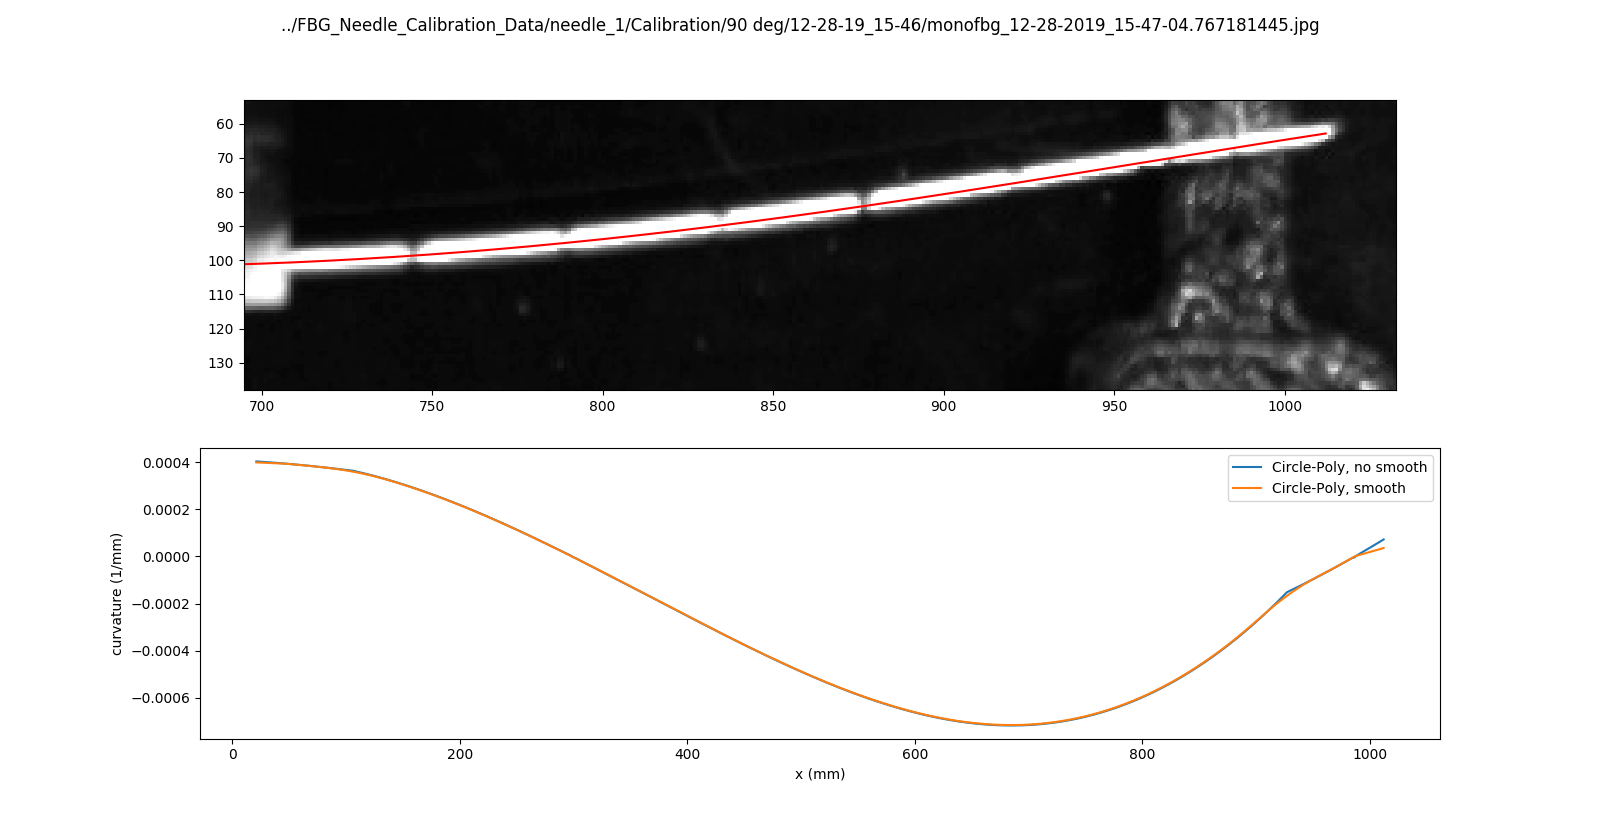 ../FBG_Needle_Calibration_Data/needle_1/Calibration/90 deg/12-28-19_15-46/monofbg_12-28-2019_15-47-04.767181445.jpg
60
70
80
90
100
110
120
130
700 750 800 850 900 950 1000
0.0004
0.0002
0.0000
−0.0002
−0.0004
−0.0006
curvature (1/mm)
Circle-Poly, no smooth
Circle-Poly, smooth
0 200 400 600 800 1000
x (mm)